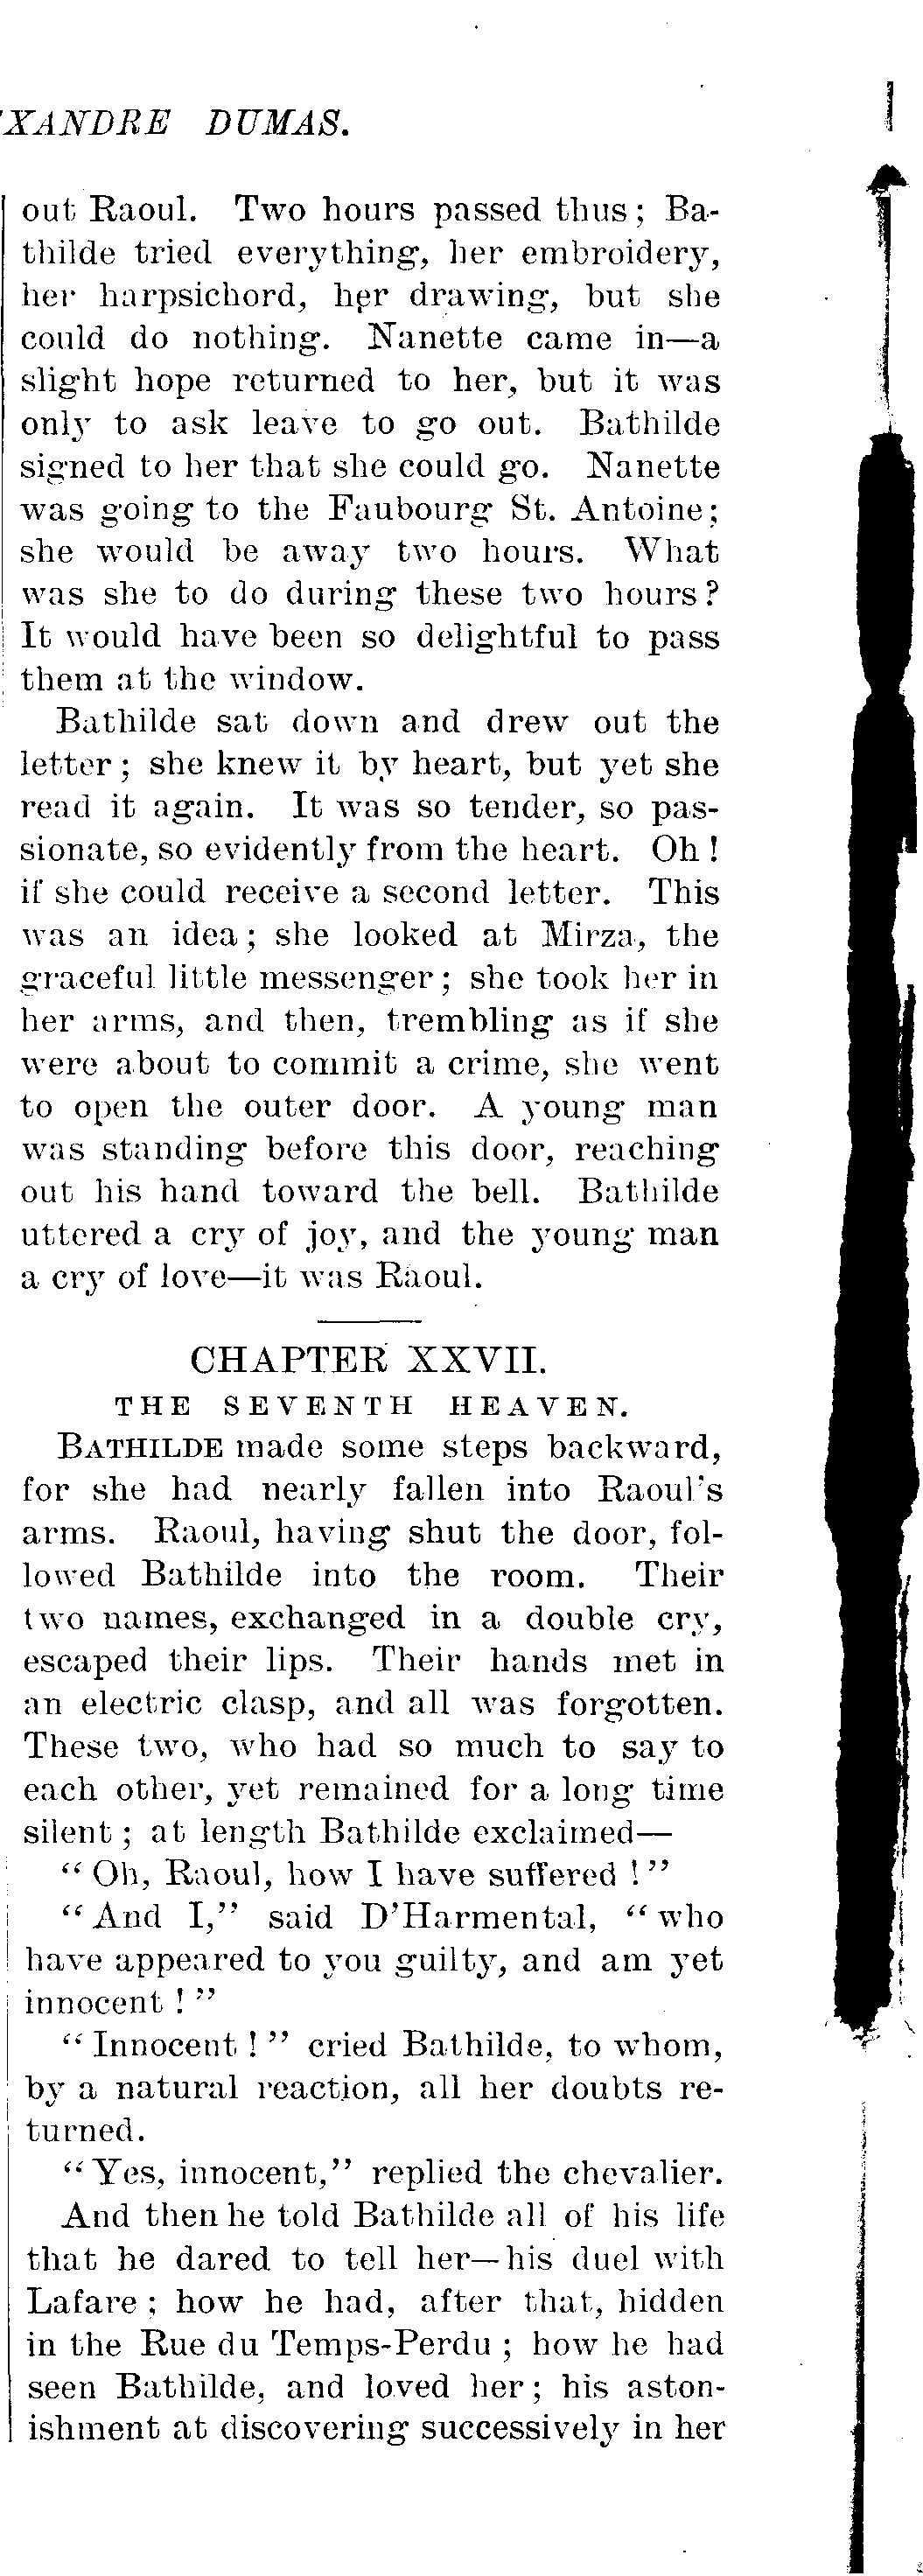 XANDRE DUMAS.
out Raoul. Two hours passed thus; Ba-
thilde tried everything, her embroidery,
her harpsichord, her drawing, but she
could do nothing. Nanette came in—a
slight hope returned to her, but it was
only to ask leave to go out. Bathilde
signed to her that she could go. Nanette
was going to the Faubourg St. Antoine;
she would be away two hours. What
was she to do during these two hours?
It would have been so delightful to pass
them at the window.
Bathilde sat down and drew out the
letter; she knew it by heart, but yet she
read it again. It was so tender, so pas-
sionate, so evidently from the heart. Oh!
if she could receive a second letter. This
was an idea; she looked at Mirza, the
graceful little messenger; she took her in
her arms, and then, trembling as if she
were about to commit a crime, she went
to open the outer door. A young man
was standing before this door, reaching
out his hand toward the bell. Bathilde
uttered a cry of joy, and the young man
a cry of love—it was Raoul.
CHAPTER XXVII.
THE SEVENTH HEAVEN.
BATHILDE made some steps backward,
for she had nearly fallen into Raoul's
arms. Raoul, having shut the door, fol-
lowed Bathilde into the room. Their
two names, exchanged in a double cry,
escaped their lips. Their hands met in
an electric clasp, and all was forgotten.
These two, who had so much to say to
each other, yet remained for a long time
silent; at length Bathilde exclaimed—
"Oh, Raoul, how I have suffered!"
"And I," said D'Harmental, "who
have appeared to you guilty, and am yet
innocent!"
"Innocent!" cried Bathilde, to whom,
by a natural reaction, all her doubts re-
turned.
"Yes, innocent," replied the chevalier.
And then he told Bathilde all of his life
that he dared to tell her—his duel with
Lafare; how he had, after that, hidden
in the Rue du Temps-Perdu; how he had
seen Bathilde, and loved her; his aston-
ishment at discovering successively in her